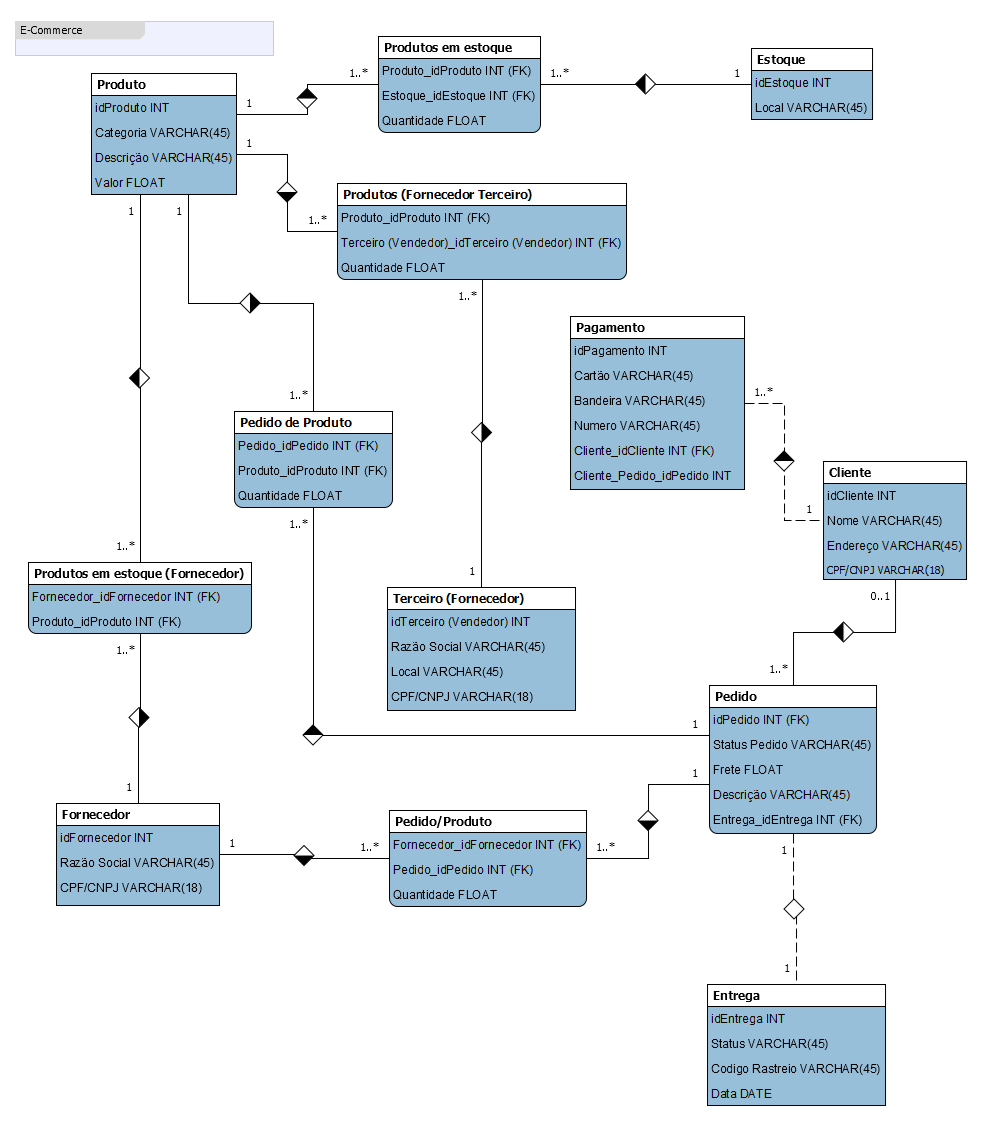 E-Commerce
Produtos em estoque
Produto_idProduto INT (FK)
Estoque_idEstoque INT (FK)
Quantidade FLOAT
1..*
1..*
1
Estoque
idEstoque INT
Local VARCHAR(45)
Produto
idProduto INT
Categoria VARCHAR(45)
Descrição VARCHAR(45)
Valor FLOAT
1
1
1
1
1..*
Produtos (Fornecedor Terceiro)
Produto_idProduto INT (FK)
Terceiro (Vendedor)_idTerceiro (Vendedor) INT (FK)
Quantidade FLOAT
1..*
Pagamento
idPagamento INT
Cartão VARCHAR(45)
Bandeira VARCHAR(45)
Numero VARCHAR(45)
Cliente_idCliente INT (FK)
Cliente_Pedido_idPedido INT
1..*
1
1..*
Pedido de Produto
Pedido_idPedido INT (FK)
Produto_idProduto INT (FK)
Quantidade FLOAT
1..*
Cliente
idCliente INT
Nome VARCHAR(45)
Endereço VARCHAR(45)
CPF/CNPJ VARCHAR(18)
0..1
1..*
Produtos em estoque (Fornecedor)
Fornecedor_idFornecedor INT (FK)
Produto_idProduto INT (FK)
1..*
1
1
Terceiro (Fornecedor)
idTerceiro (Vendedor) INT
Razão Social VARCHAR(45)
Local VARCHAR(45)
CPF/CNPJ VARCHAR(18)
1..*
Pedido
idPedido INT (FK)
Status Pedido VARCHAR(45)
Frete FLOAT
Descrição VARCHAR(45)
Entrega_idEntrega INT (FK)
1
1
1
Fornecedor
idFornecedor INT
Razão Social VARCHAR(45)
CPF/CNPJ VARCHAR(18)
1
1..*
Pedido/Produto
Fornecedor_idFornecedor INT (FK)
Pedido_idPedido INT (FK)
Quantidade FLOAT
1..*
1
Entrega
idEntrega INT
Status VARCHAR(45)
Codigo Rastreio VARCHAR(45)
Data DATE